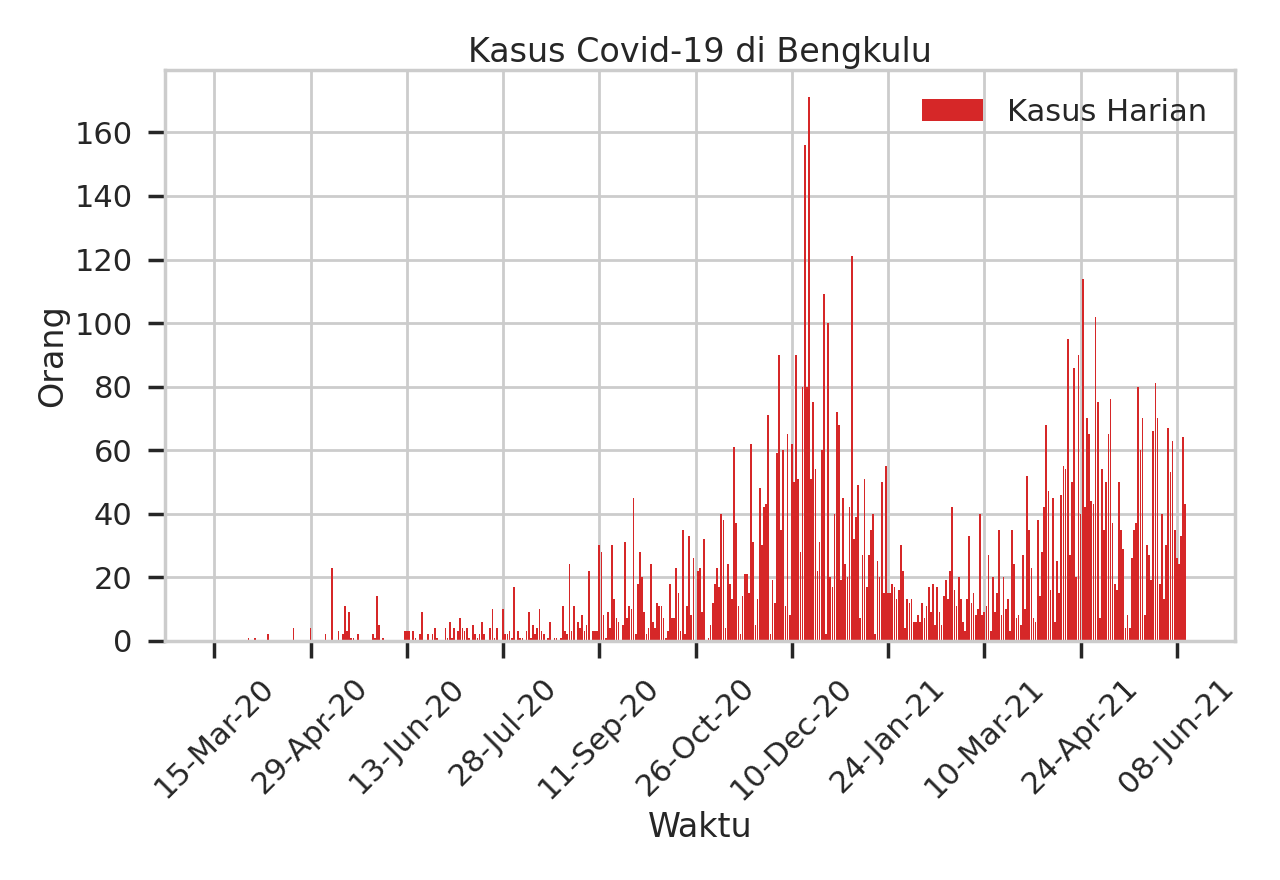 Kasus Covid-19 di Bengkulu
Kasus Harian
Orang
160
140
120
100
80
60
40
20
0
15-Mar-20
29-Apr-20
13-Jun-20
28-Jul-20
11-Sep-20
26-Oct-20
10-Dec-20
24-Jan-21
10-Mar-21
24-Apr-21
08-Jun-21
Waktu